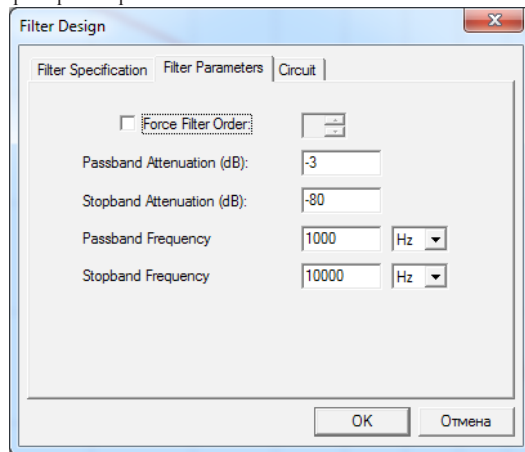 Filter Design
Filter Specification Filter Parameters Circuit
Force Filter Order:
Passband Attenuation (dB): -3
Stopband Attenuation (dB): -80
Passband Frequency 1000 Hz
Stopband Frequency 10000 Hz
OK Отмена